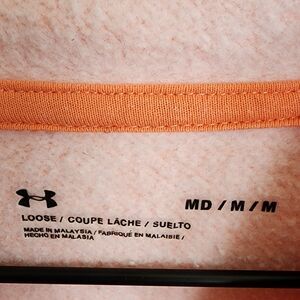 MD / M / M
LOOSE / COUPE LÂCHE / SUELTO
MADE IN MALAYSIA / FABRIQUÉ EN MALAISIE /
HECHO EN MALASIA